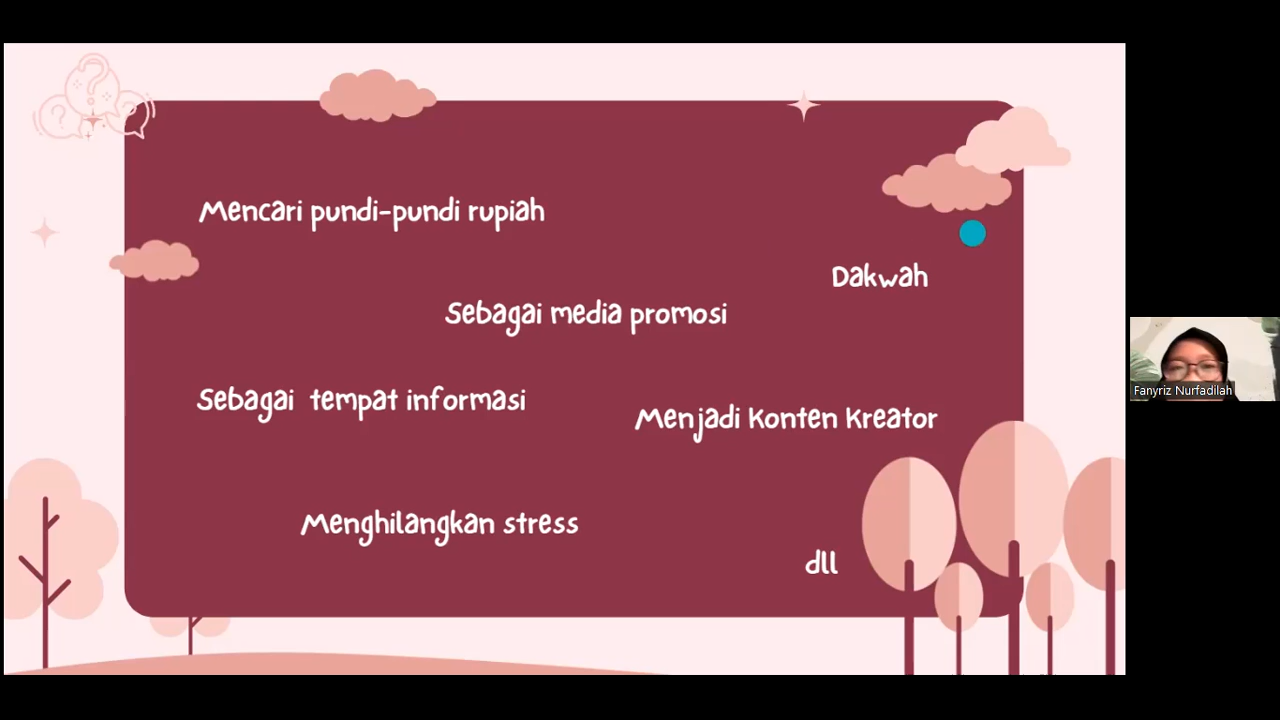 Mencari pundi-pundi rupiah
Dakwah
Sebagai media promosi
Sebagai tempat informasi
Menjadi Konten Kreator
Menghilangkan stress
dll
Fanyriz Nurfadilah